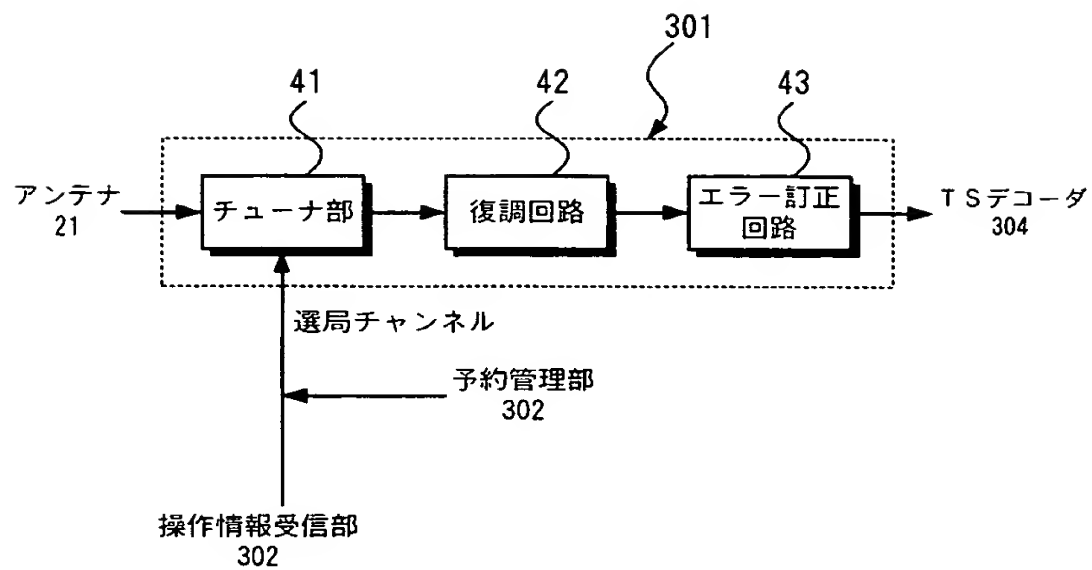 301
41
42
43
アンテナ
21
チューナ部
復調回路
エラー訂正
回路
TSデコーダ
304
選局チャンネル
予約管理部
302
操作情報受信部
302